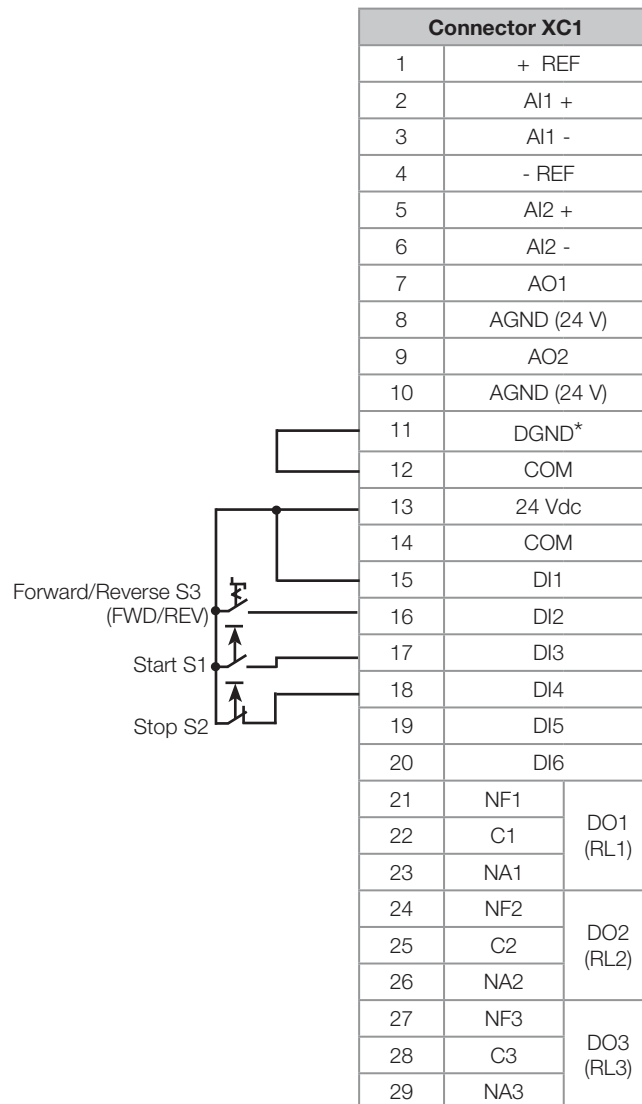 Connector XC1
1 + REF
2 AI1 +
3 AI1 -
4 - REF
5 AI2 +
6 AI2 -
7 AO1
8 AGND (24 V)
9 AO2
10 AGND (24 V)
11 DGND*
12 COM
13 24 Vdc
14 COM
15 DI1
Forward/Reverse S3
(FWD/REV)
16 DI2
Start S1
17 DI3
18 DI4
Stop S2
19 DI5
20 DI6
21 NF1
22 C1
23 NA1
DO1
(RL1)
24 NF2
25 C2
26 NA2
DO2
(RL2)
27 NF3
28 C3
29 NA3
DO3
(RL3)